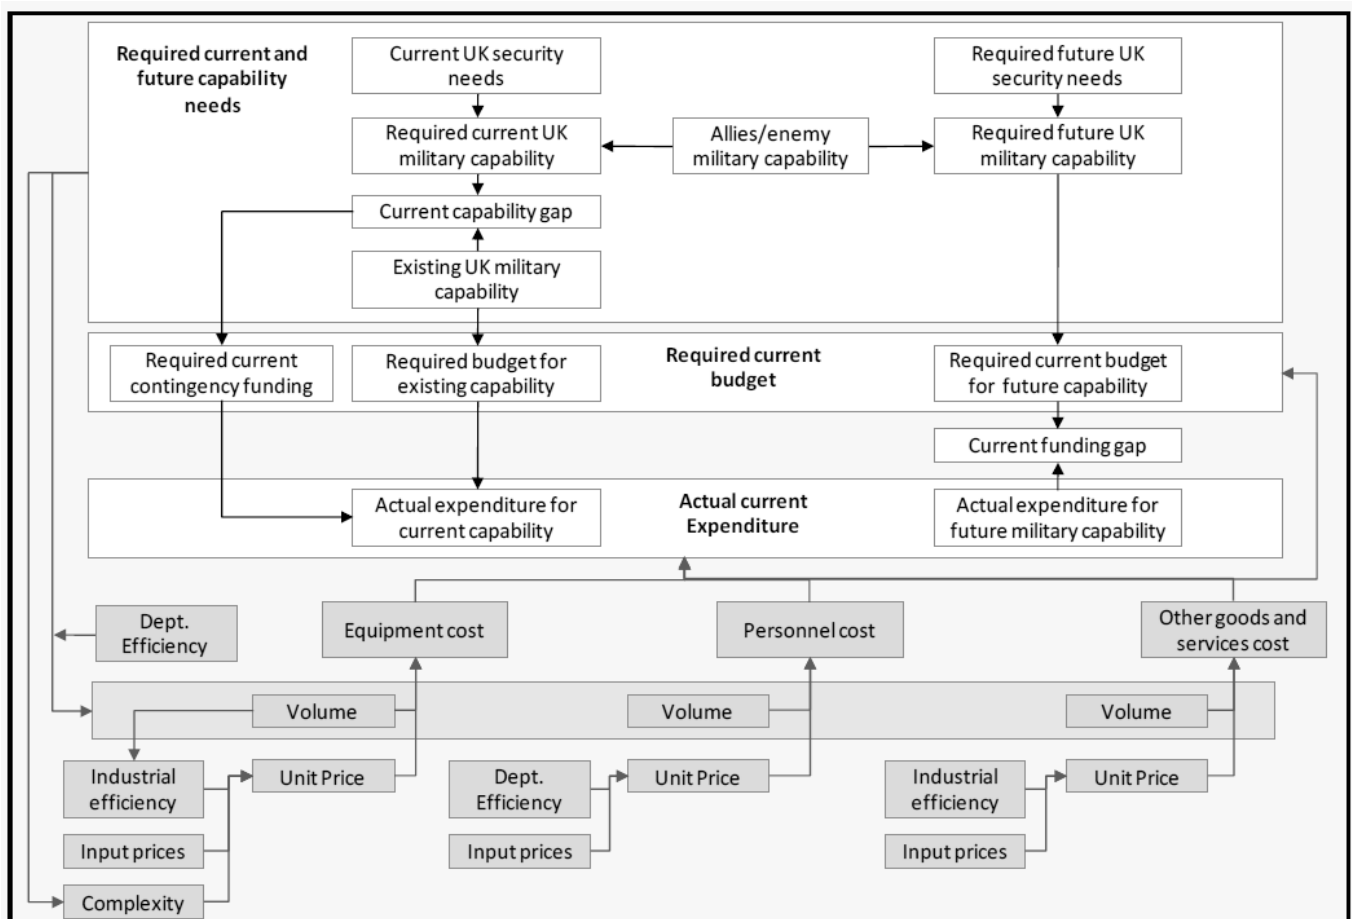 Required current and
future capability
needs
Current UK security
needs
Required future UK
security needs
Required current UK
military capability
Allies/enemy
military capability
Required future UK
military capability
Current capability gap
Existing UK military
capability
Required current
contingency funding
Required budget for
existing capability
Required current
budget
Required current budget
for future capability
Current funding gap
Actual expenditure for
current capability
Actual current
Expenditure
Actual expenditure for
future military capability
Dept.
Efficiency
Equipment cost
Personnel cost
Other goods and
services cost
Volume
Volume
Volume
Industrial
efficiency
Unit Price
Dept.
Efficiency
Unit Price
Industrial
efficiency
Unit Price
Input prices
Input prices
Input prices
Complexity